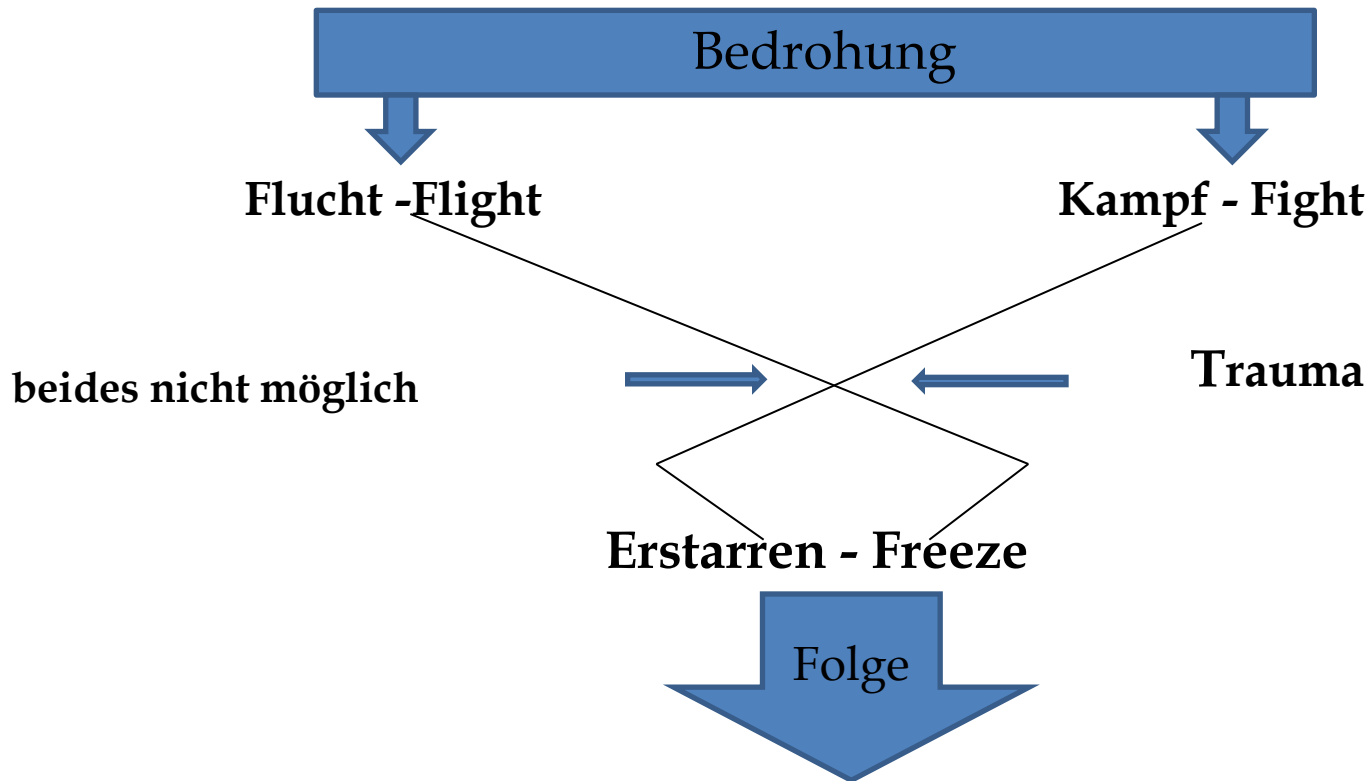 Bedrohung
Flucht -Flight
Kampf - Fight
beides nicht möglich
Trauma
Erstarren - Freeze
Folge